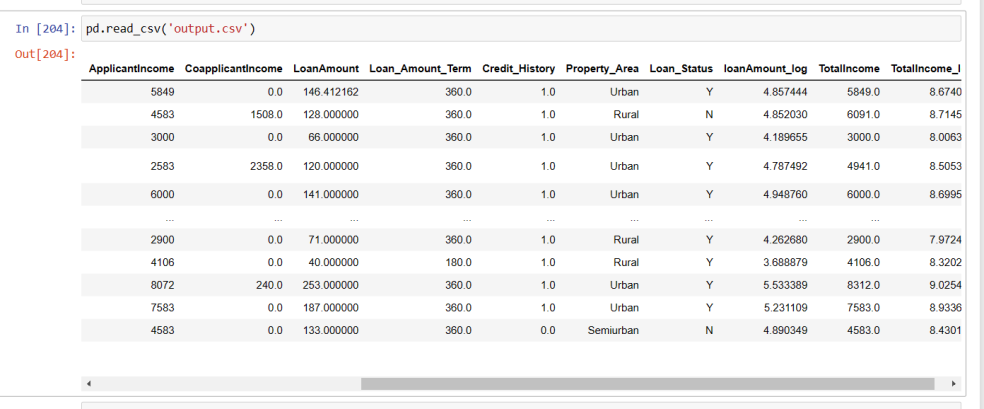 In [204]: pd.read_csv('output.csv')
Out[204]:
ApplicantIncome CoapplicantIncome LoanAmount Loan_Amount_Term Credit_History Property_Area Loan_Status loanAmount_log TotalIncome TotalIncome_l
5849 0.0 146.412162 360.0 1.0 Urban Y 4.857444 5849.0 8.6740
4583 1508.0 128.000000 360.0 1.0 Rural N 4.852030 6091.0 8.7145
3000 0.0 66.000000 360.0 1.0 Urban Y 4.189655 3000.0 8.0063
2583 2358.0 120.000000 360.0 1.0 Urban Y 4.787492 4941.0 8.5053
6000 0.0 141.000000 360.0 1.0 Urban Y 4.948760 6000.0 8.6995
... ... ... ... ... ... ... ... ...
2900 0.0 71.000000 360.0 1.0 Rural Y 4.262680 2900.0 7.9724
4106 0.0 40.000000 180.0 1.0 Rural Y 3.688879 4106.0 8.3202
8072 240.0 253.000000 360.0 1.0 Urban Y 5.533389 8312.0 9.0254
7583 0.0 187.000000 360.0 1.0 Urban Y 5.231109 7583.0 8.9336
4583 0.0 133.000000 360.0 0.0 Semiurban N 4.890349 4583.0 8.4301